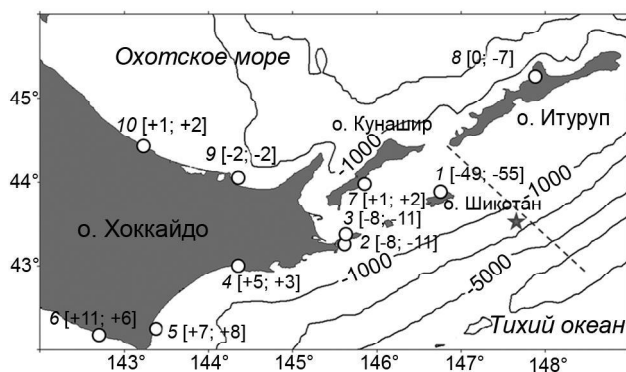 Охотское море
8 [0; -7]
45°
о. Итуруп
о. Кунашир
10 [+1; +2]
9 [-2; -2]
-1000
44°
1 [-49; -55]
1000
7 [+1; +2]
о. Шикотан
о. Хоккайдо
3 [-8; -11]
2 [-8; -11]
43°
4 [+5; +3]
-1000
-5000
6 [+11; +6]
5 [+7; +8]
Тихий океан
143° 144° 145° 146° 147° 148°